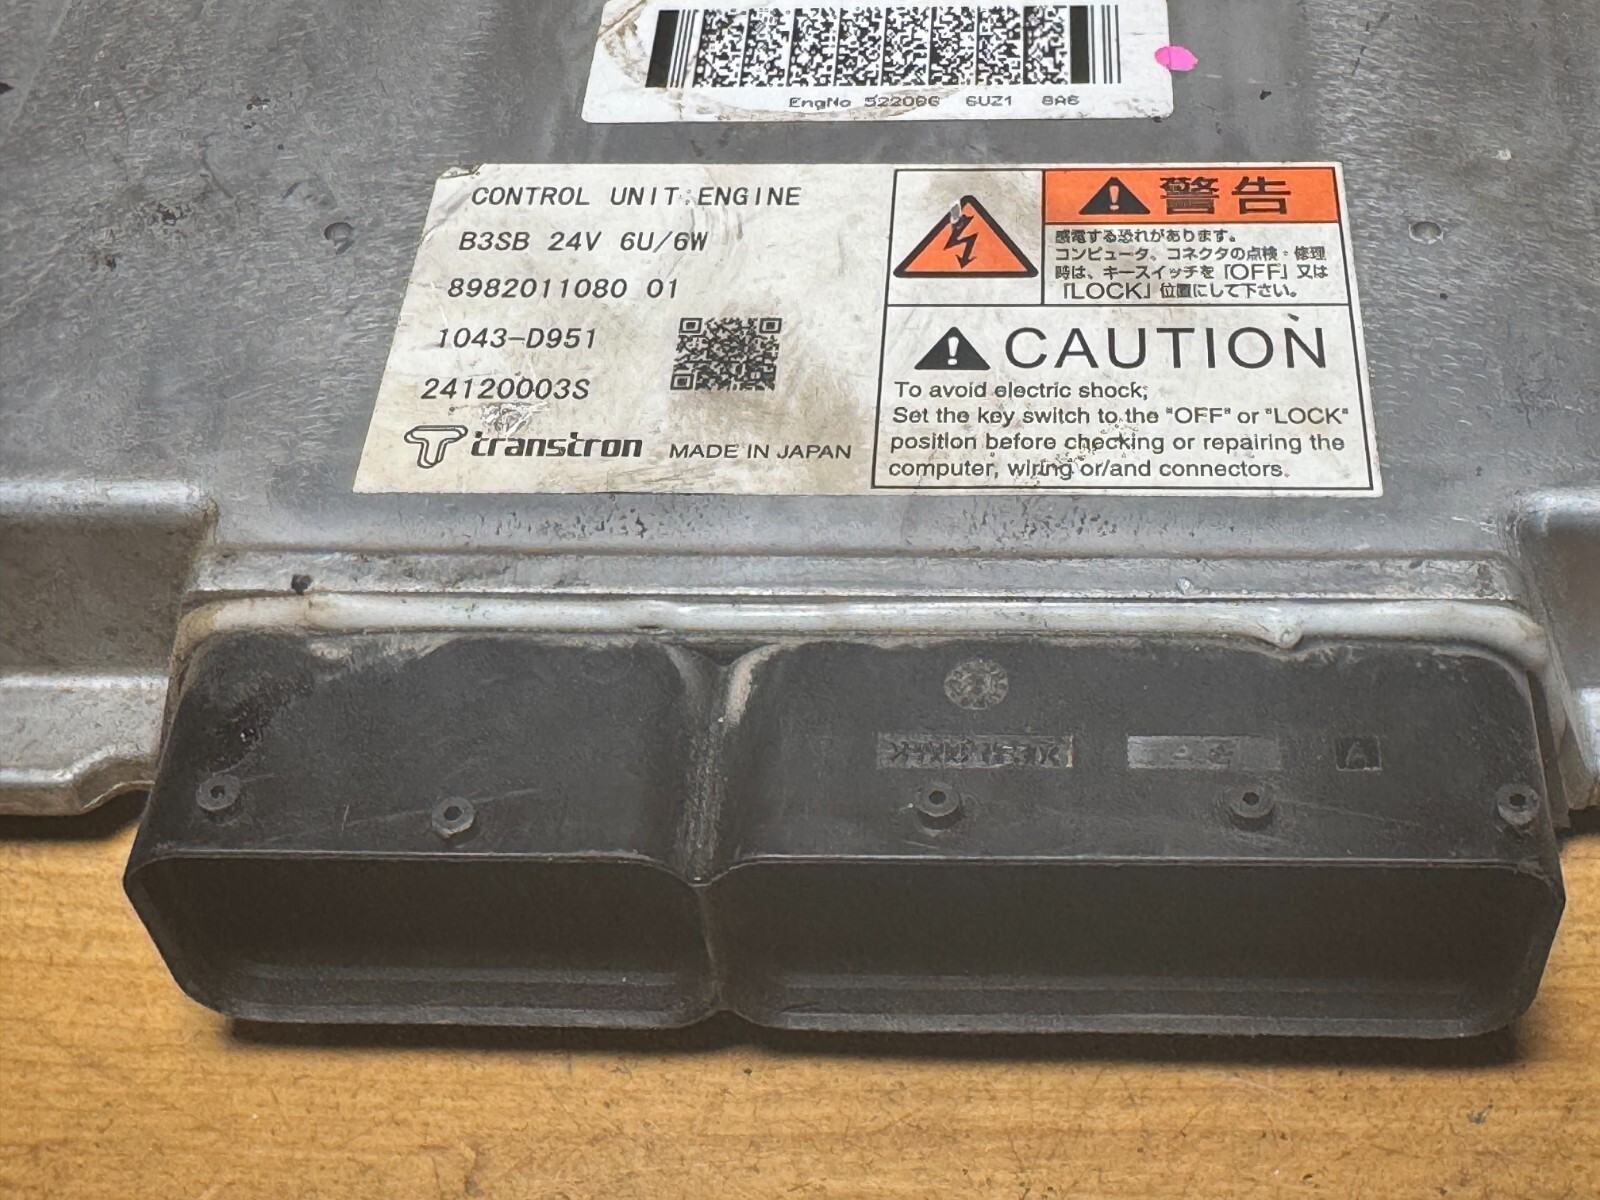 EngNo 522086 6UZ1 8A6
CONTROL UNIT:ENGINE
B3SB 24V 6U/6W
8982011080 01
1043-D951
24120003S
transtron MADE IN JAPAN
警告
感電する恐れがあります。
コンピュータ、コネクタの点検・修理
時は、キースイッチを「OFF」又は
「LOCK」位置にして下さい。
CAUTION
To avoid electric shock;
Set the key switch to the "OFF" or "LOCK"
position before checking or repairing the
computer, wiring or/and connectors.